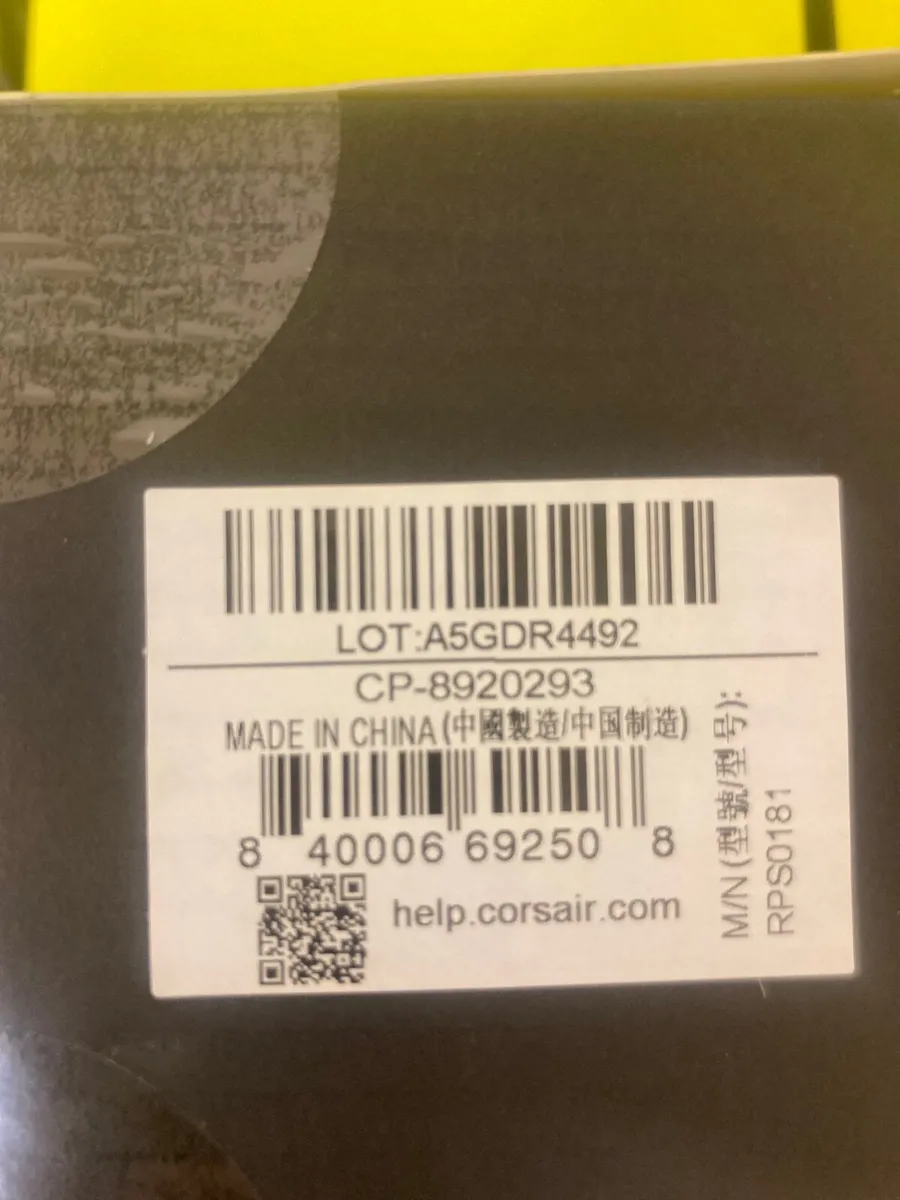 LOT:A5GDR4492
CP-8920293
MADE IN CHINA (中國製造/中国制造)
8 40006 69250 8
help.corsair.com
M/N (型號/型号):
RPS0181